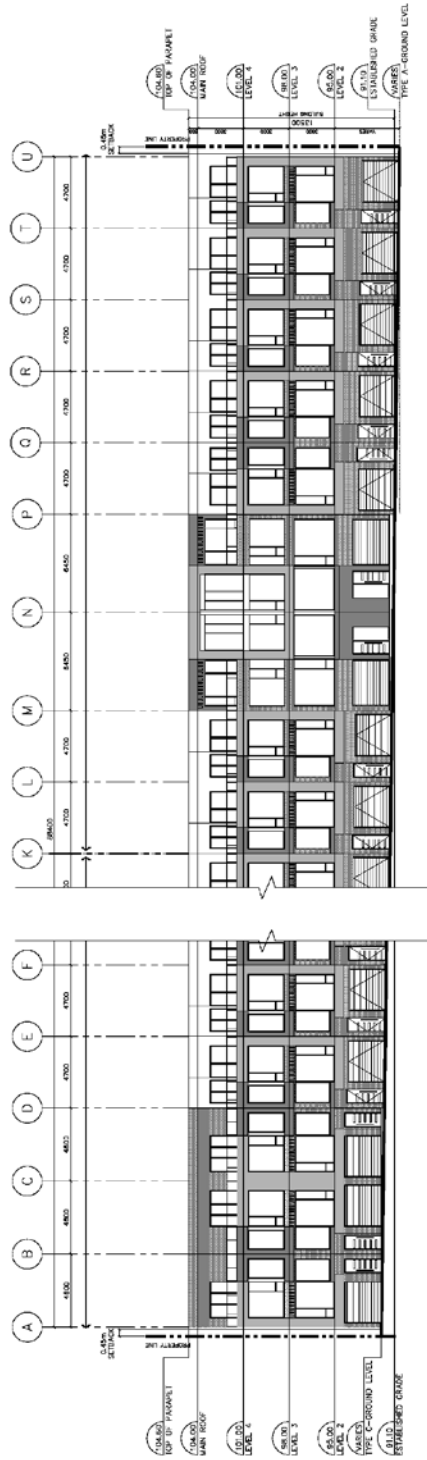 A B C D E F
4800 4800 4800 4700 4700
0.45m
SETBACK
PROPERTY LINE
104.60
TOP OF PARAPET
104.00
MAIN ROOF
101.00
LEVEL 4
98.00
LEVEL 3
95.00
LEVEL 2
VARIES
TYPE C-GROUND LEVEL
91.10
ESTABLISHED GRADE
K L M N P Q R S T U
4700 4700 6450 6450 4700 4700 4700 4700 4700
0.45m
SETBACK
PROPERTY LINE
3000
3000
3000
VARIES
13500
BUILDING HEIGHT
104.60
TOP OF PARAPET
104.00
MAIN ROOF
101.00
LEVEL 4
98.00
LEVEL 3
95.00
LEVEL 2
91.10
ESTABLISHED GRADE
VARIES
TYPE A-GROUND LEVEL